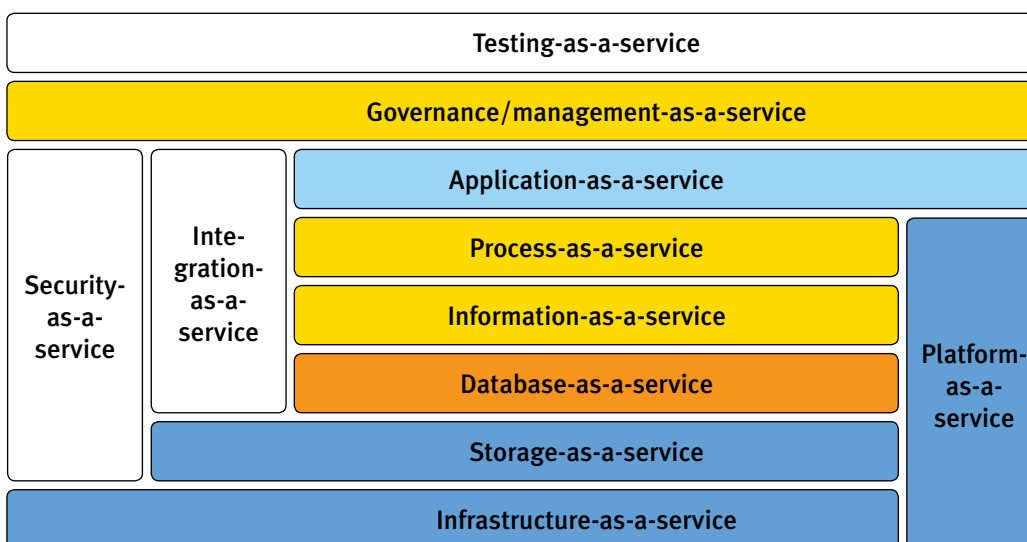 Testing-as-a-service
Governance/management-as-a-service
Application-as-a-service
Process-as-a-service
Information-as-a-service
Database-as-a-service
Storage-as-a-service
Infrastructure-as-a-service
Security-
as-a-
service
Inte-
gration-
as-a-
service
Platform-
as-a-
service